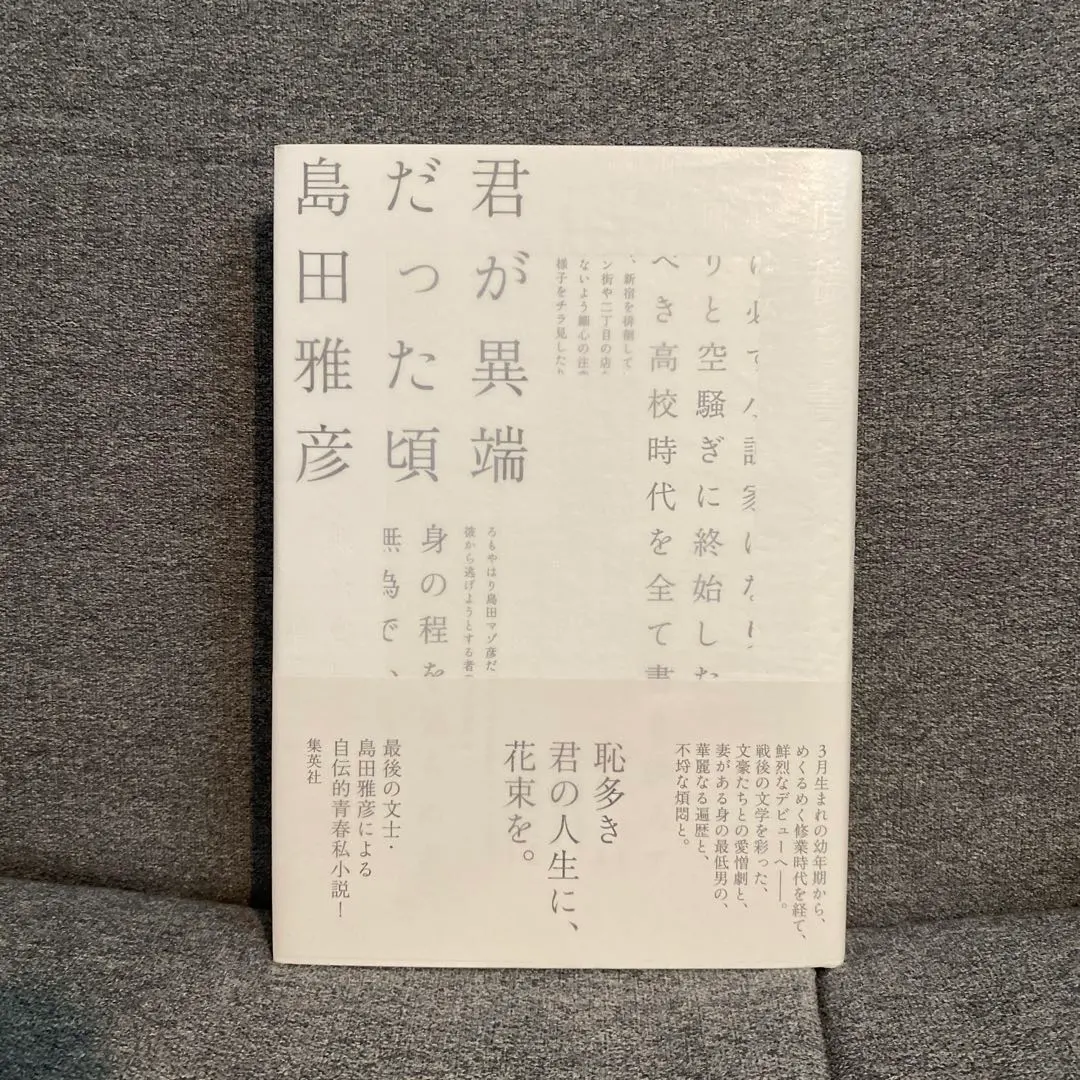 君が異端
だった頃
島田雅彦
りと空騒ぎに終始した
べき高校時代を全て書
、新宿を徘徊して
ン街や二丁目の店
ないよう細心の注
様子をチラ見したり
ろもやはり島田マゾ彦だ
彼から逃げようとする者
身の程を
無為で、
3月生まれの幼年期から、
めくるめく修業時代を経て、
鮮烈なデビューへ――。
戦後の文学を彩った、
文豪たちとの愛憎劇と、
妻がある身の最低男の、
華麗なる遍歴と、
不埒な煩悶と。
恥多き
君の人生に、
花束を。
最後の文士・
島田雅彦による
自伝的青春私小説！
集英社